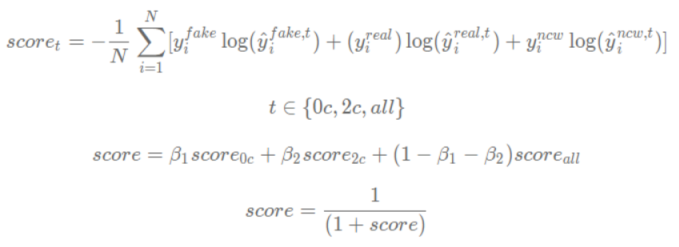 $score_t = -\frac{1}{N} \sum_{i=1}^{N} [y_i^{fake} \log(\hat{y}_i^{fake,t}) + (y_i^{real}) \log(\hat{y}_i^{real,t}) + y_i^{ncw} \log(\hat{y}_i^{ncw,t})]$
$t \in \{0c, 2c, all\}$
$score = \beta_1 score_{0c} + \beta_2 score_{2c} + (1 - \beta_1 - \beta_2) score_{all}$
$score = \frac{1}{(1 + score)}$